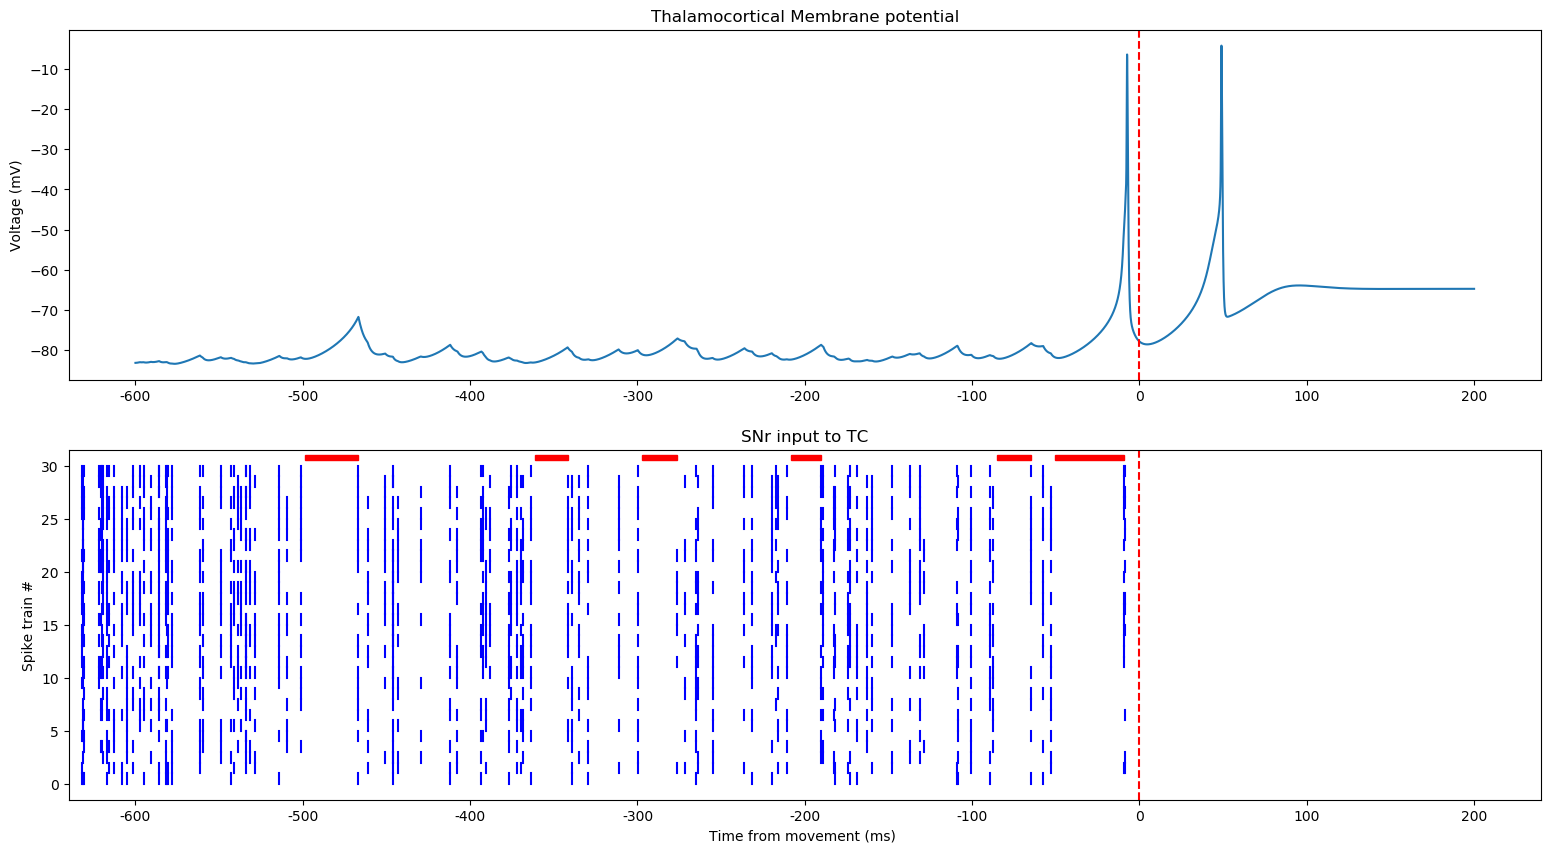 Thalamocortical Membrane potential
Voltage (mV)
−10
−20
−30
−40
−50
−60
−70
−80
-600 -500 -400 -300 -200 -100 0 100 200
SNr input to TC
Spike train #
30
25
20
15
10
5
0
-600 -500 -400 -300 -200 -100 0 100 200
Time from movement (ms)